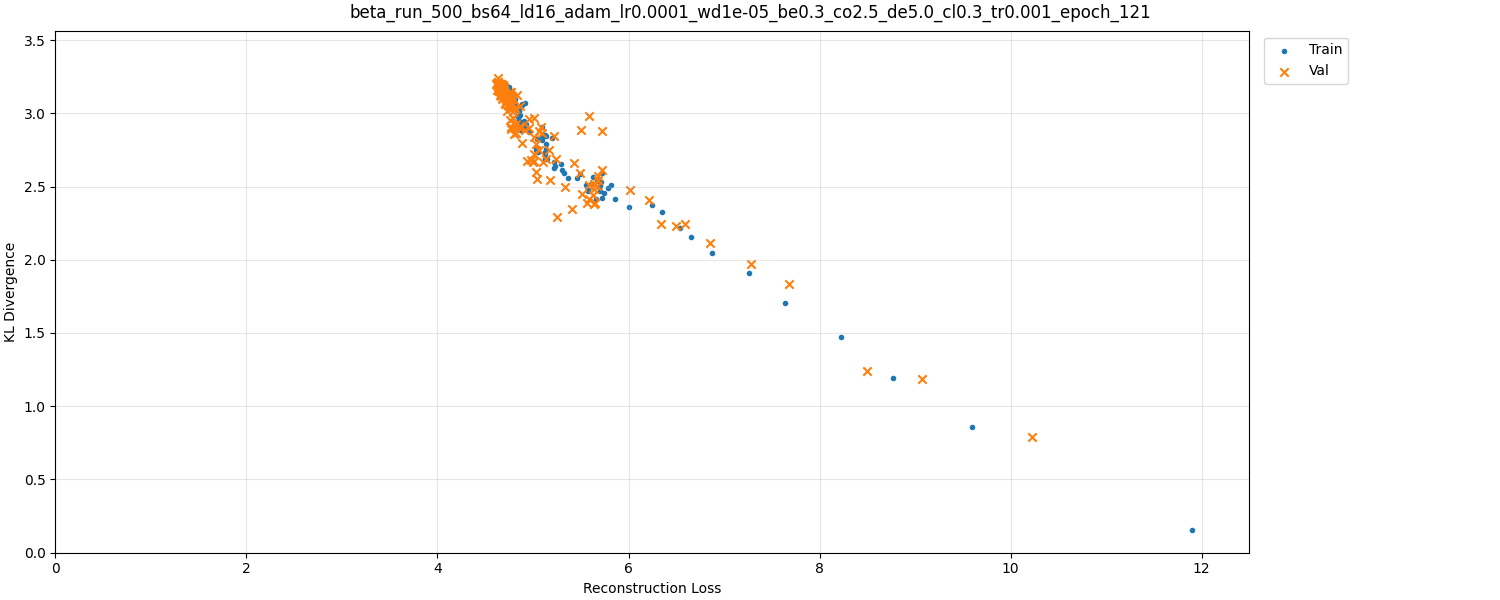 beta_run_500_bs64_ld16_adam_lr0.0001_wd1e-05_be0.3_co2.5_de5.0_cl0.3_tr0.001_epoch_121
Train
Val
3.5
3.0
2.5
2.0
1.5
1.0
0.5
0.0
KL Divergence
0 2 4 6 8 10 12
Reconstruction Loss